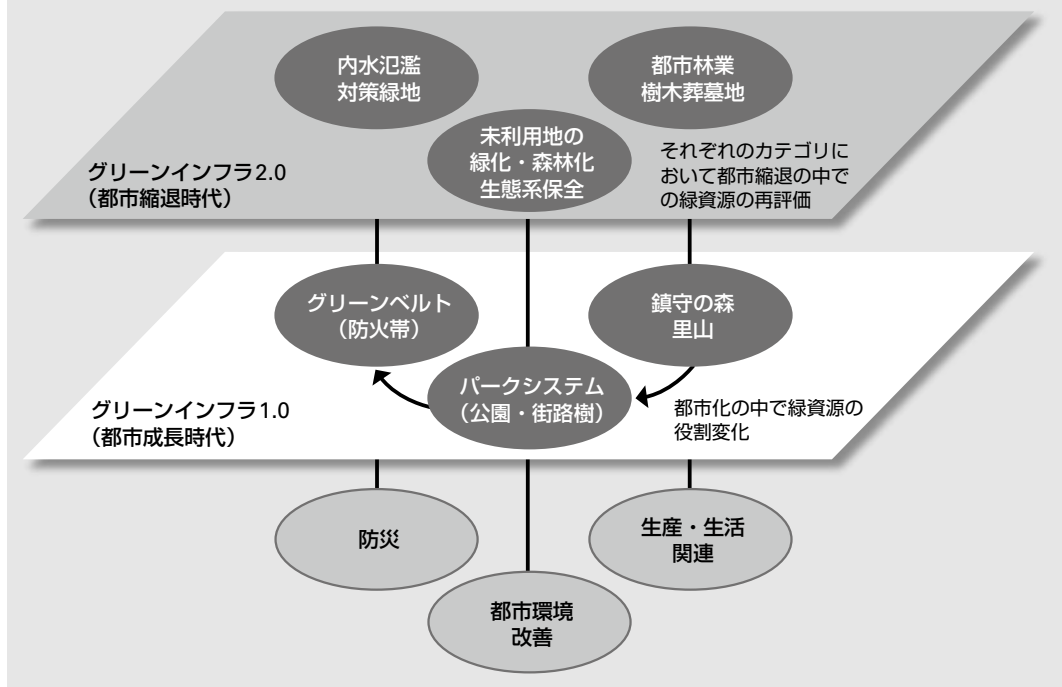 内水氾濫
対策緑地
都市林業
樹木葬墓地
未利用地の
緑化・森林化
生態系保全
グリーンインフラ2.0
（都市縮退時代）
それぞれのカテゴリに
おいて都市縮退の中で
の緑資源の再評価
グリーンベルト
（防火帯）
鎮守の森
里山
パークシステム
（公園・街路樹）
グリーンインフラ1.0
（都市成長時代）
都市化の中で緑資源の
役割変化
防災
生産・生活
関連
都市環境
改善